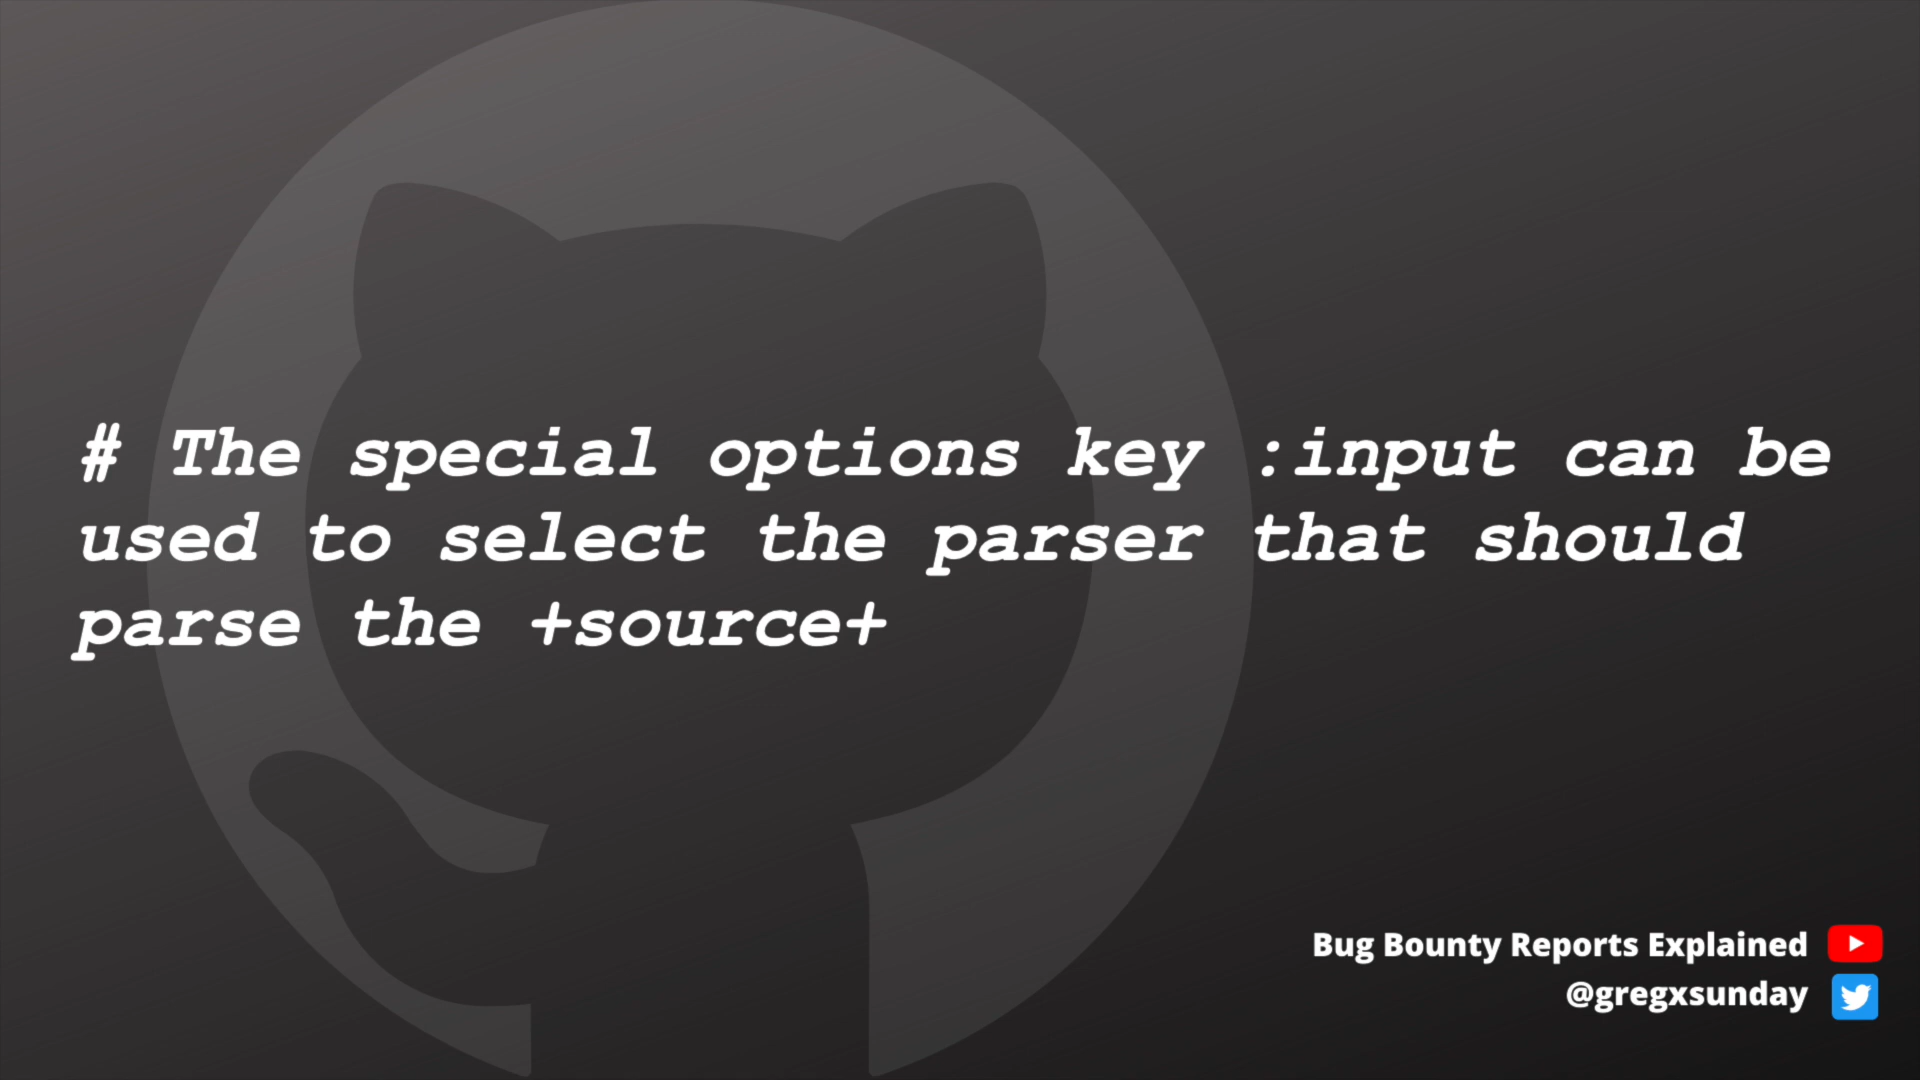 # The special options key :input can be
used to select the parser that should
parse the +source+
Bug Bounty Reports Explained
@gregxsunday